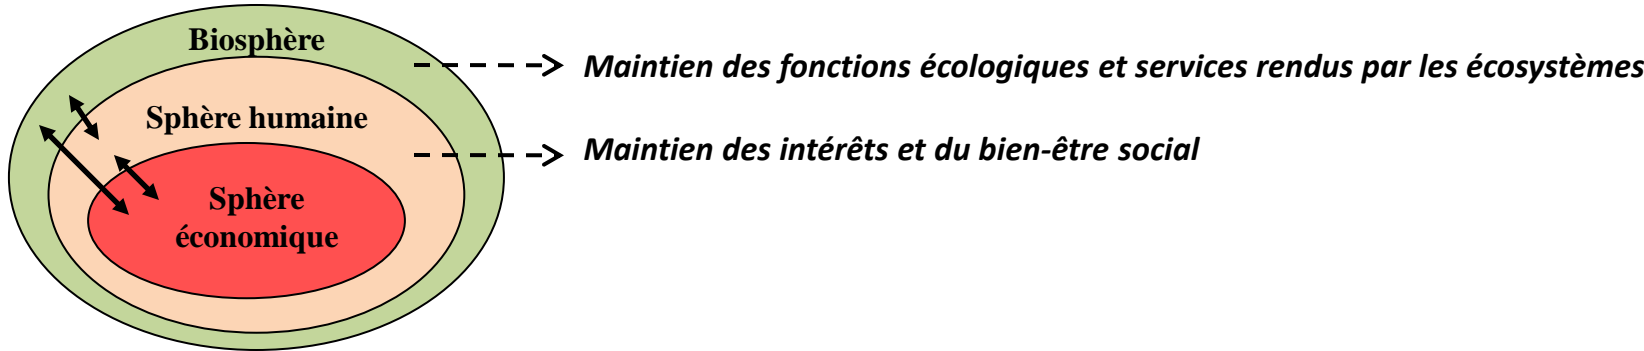 Biosphère
Maintien des fonctions écologiques et services rendus par les écosystèmes
Sphère humaine
Maintien des intérêts et du bien-être social
Sphère
économique